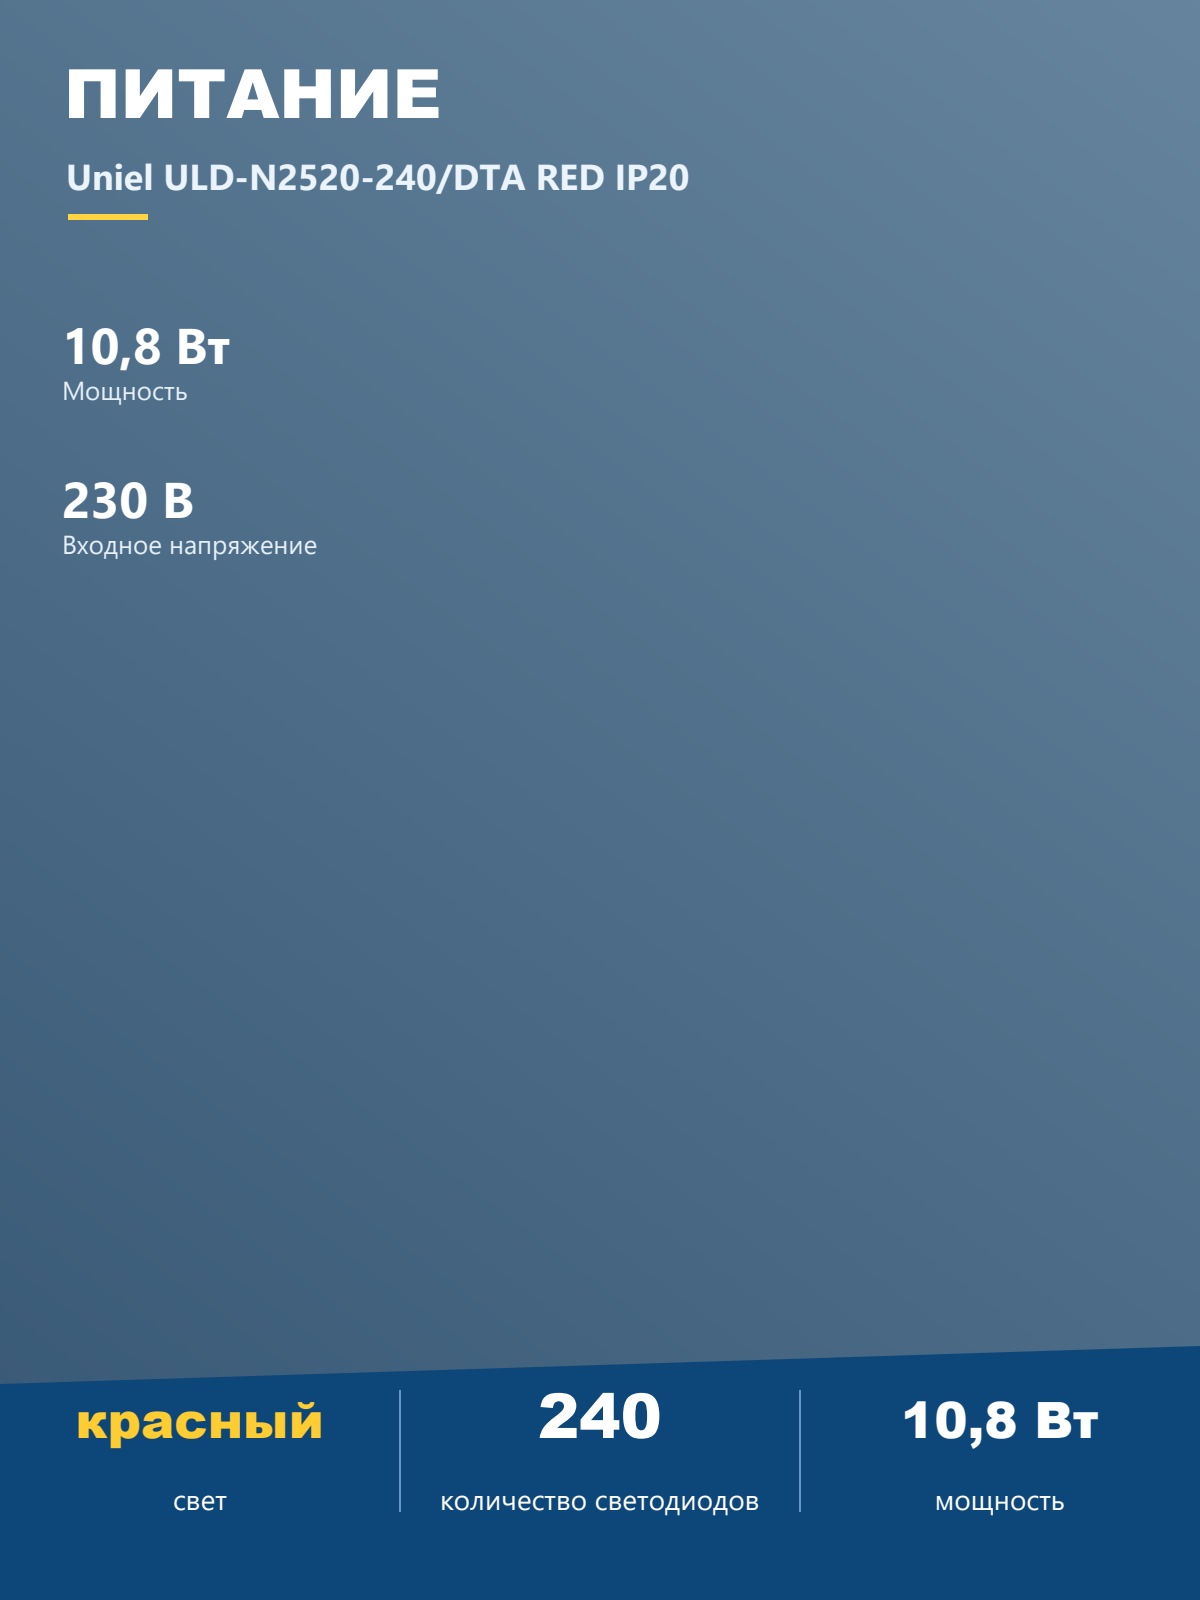 ПИТАНИЕ
Uniel ULD-N2520-240/DTA RED IP20
10,8 Вт
Мощность
230 В
Входное напряжение
красный
свет
240
количество светодиодов
10,8 Вт
мощность